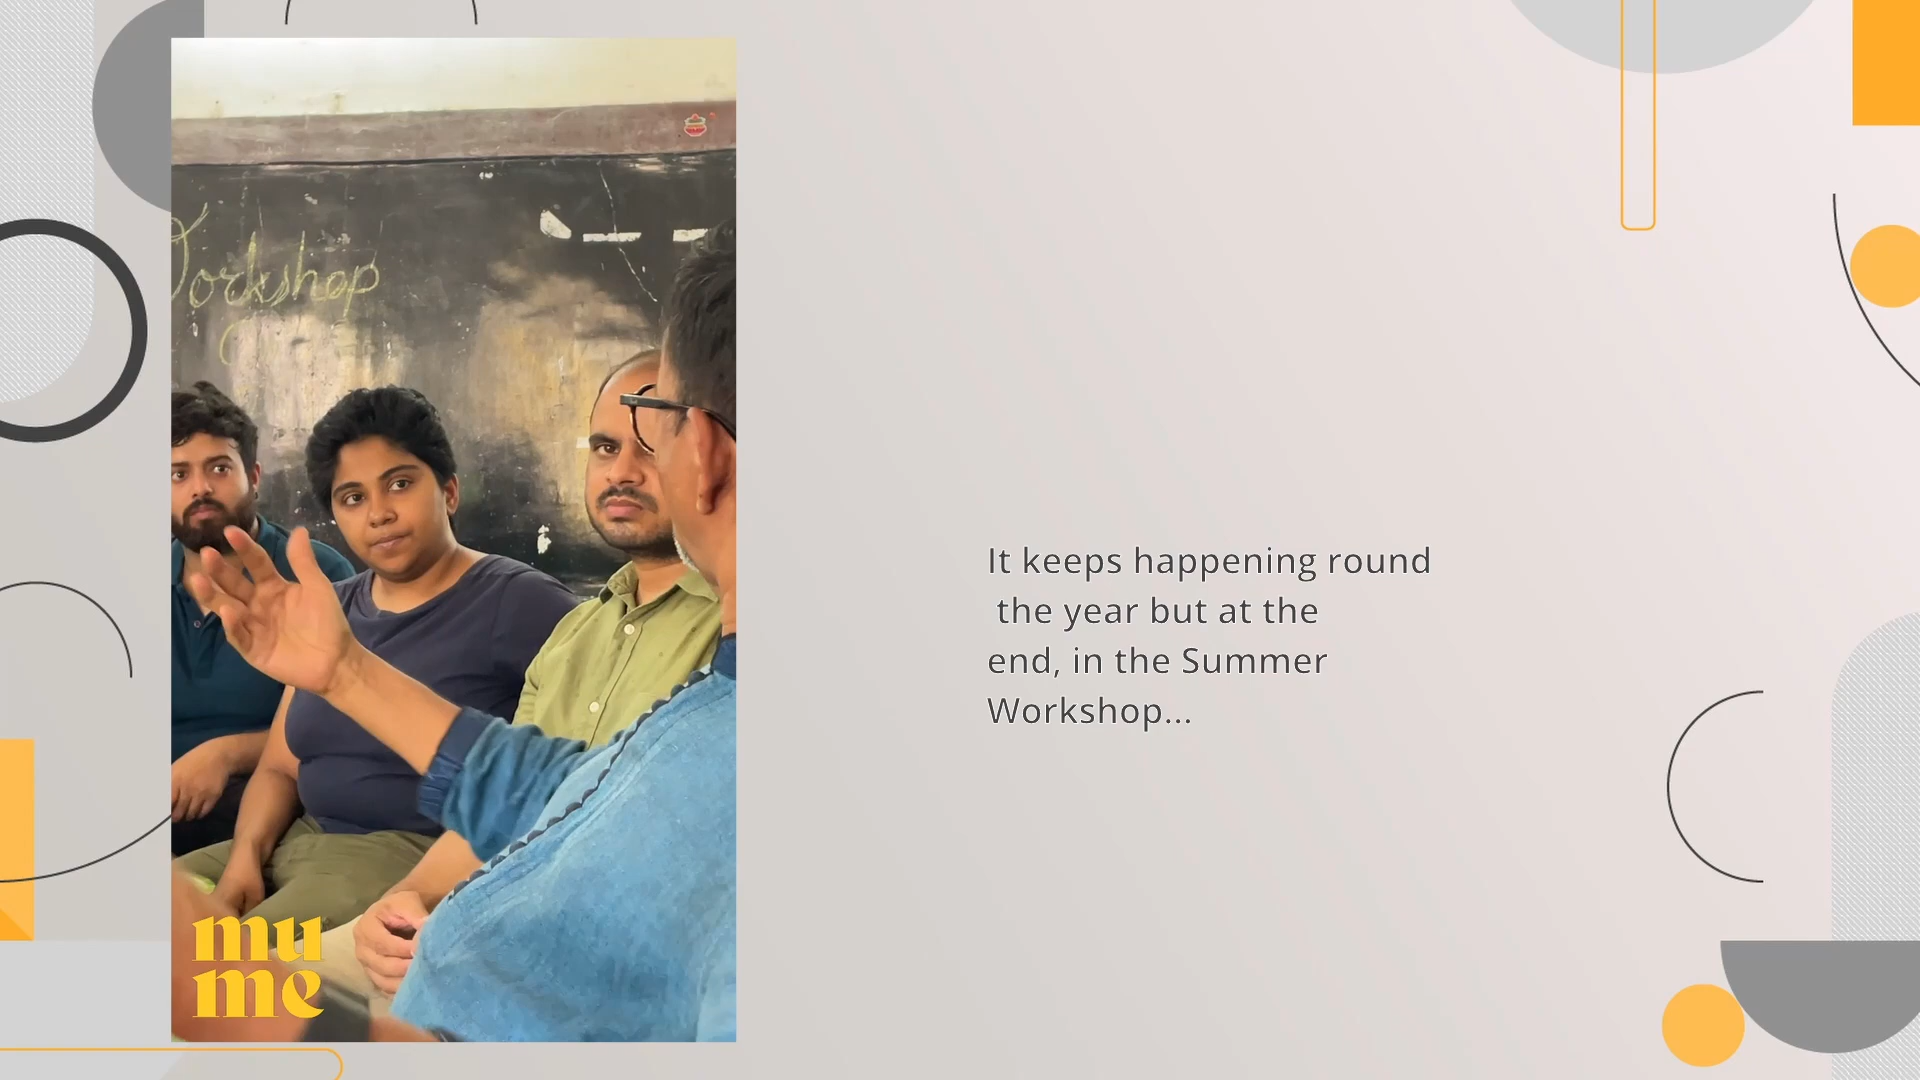 Workshop
mu
me
It keeps happening round
the year but at the
end, in the Summer
Workshop...